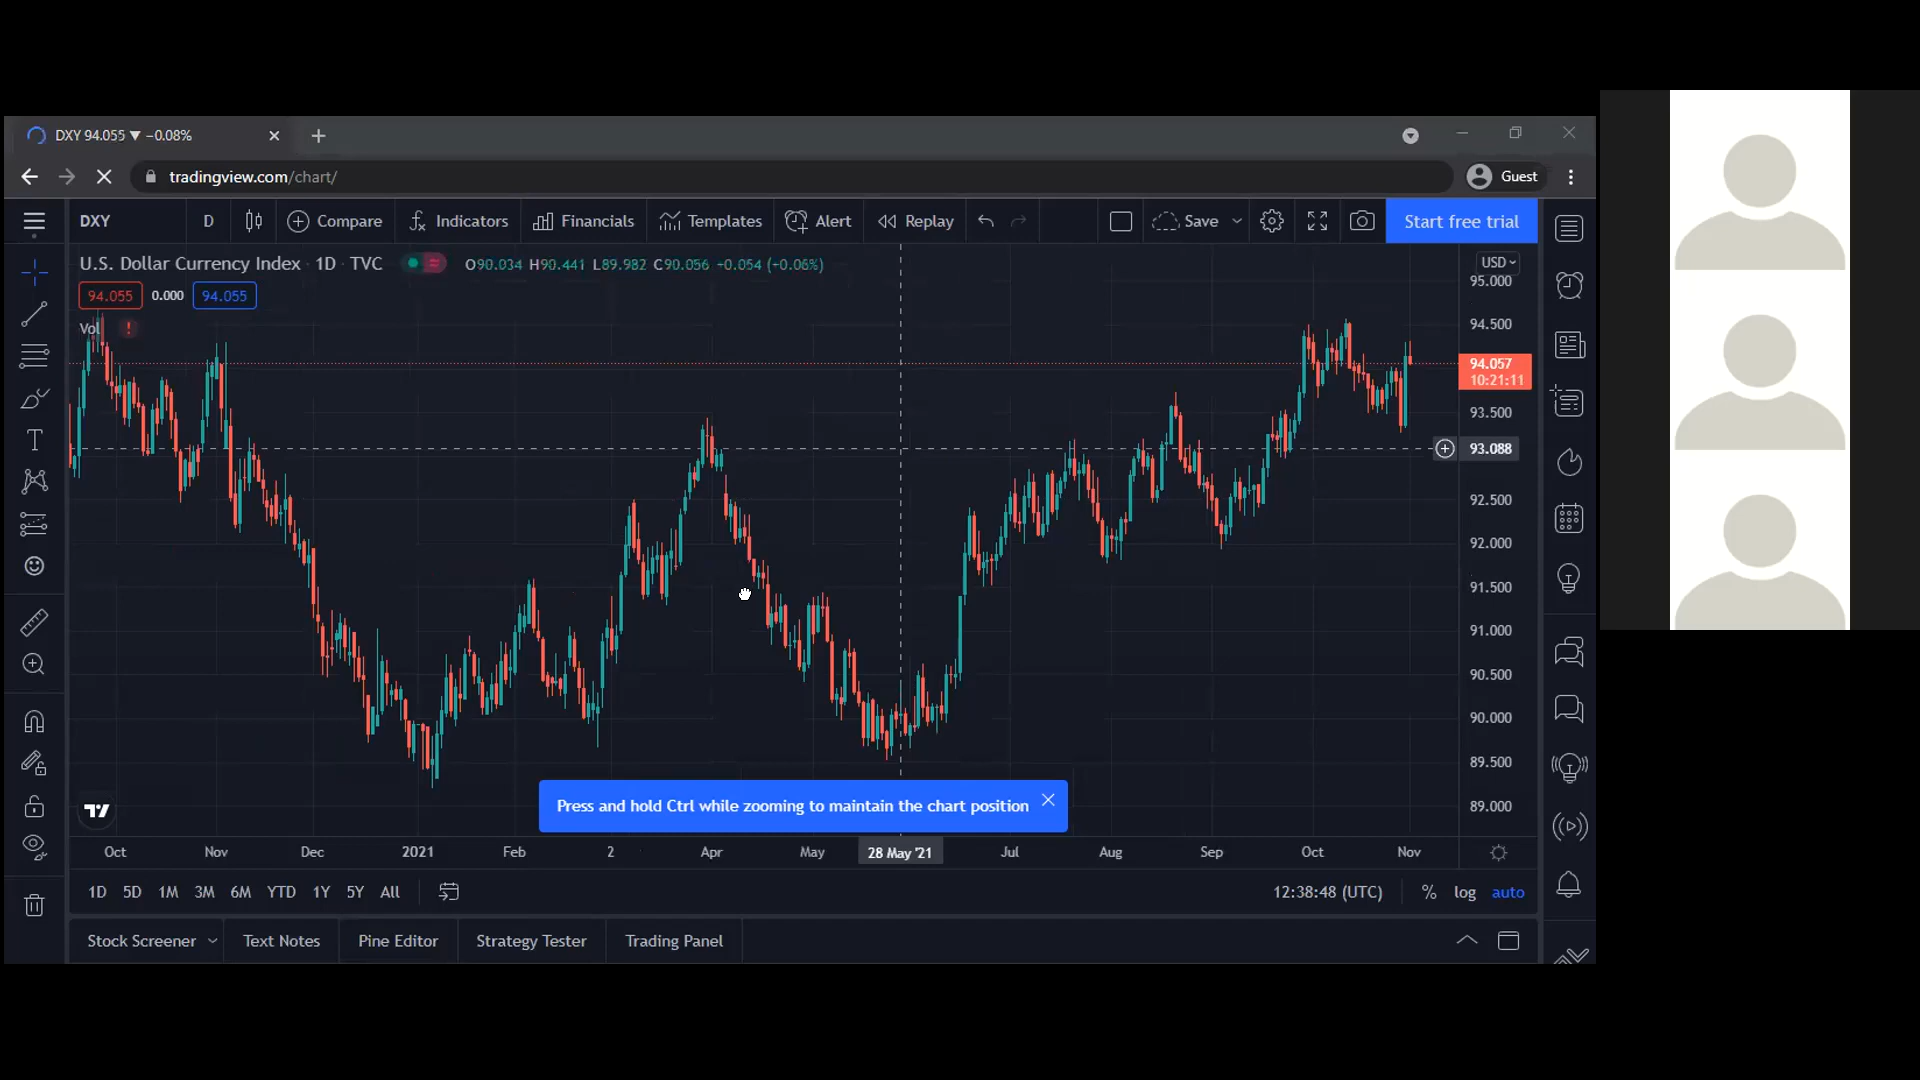 DXY 94.055 ▼ −0.08%
tradingview.com/chart/
Guest
DXY D Compare Indicators Financials Templates Alert Replay Save Start free trial
U.S. Dollar Currency Index · 1D · TVC O90.034 H90.441 L89.982 C90.056 +0.054 (+0.06%)
USD
94.055 0.000 94.055
Vol !
95.000
94.500
94.057
10:21:11
93.500
93.088
92.500
92.000
91.500
91.000
90.500
90.000
89.500
89.000
Press and hold Ctrl while zooming to maintain the chart position
Oct Nov Dec 2021 Feb 2 Apr May 28 May '21 Jul Aug Sep Oct Nov
1D 5D 1M 3M 6M YTD 1Y 5Y All 12:38:48 (UTC) % log auto
Stock Screener Text Notes Pine Editor Strategy Tester Trading Panel